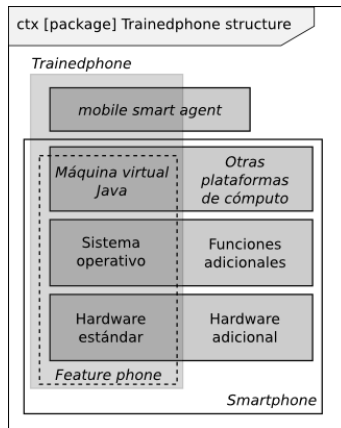 ctx [package] Trainedphone structure
Trainedphone
mobile smart agent
Máquina virtual
Java
Otras
plataformas
de cómputo
Sistema
operativo
Funciones
adicionales
Hardware
estándar
Hardware
adicional
Feature phone
Smartphone